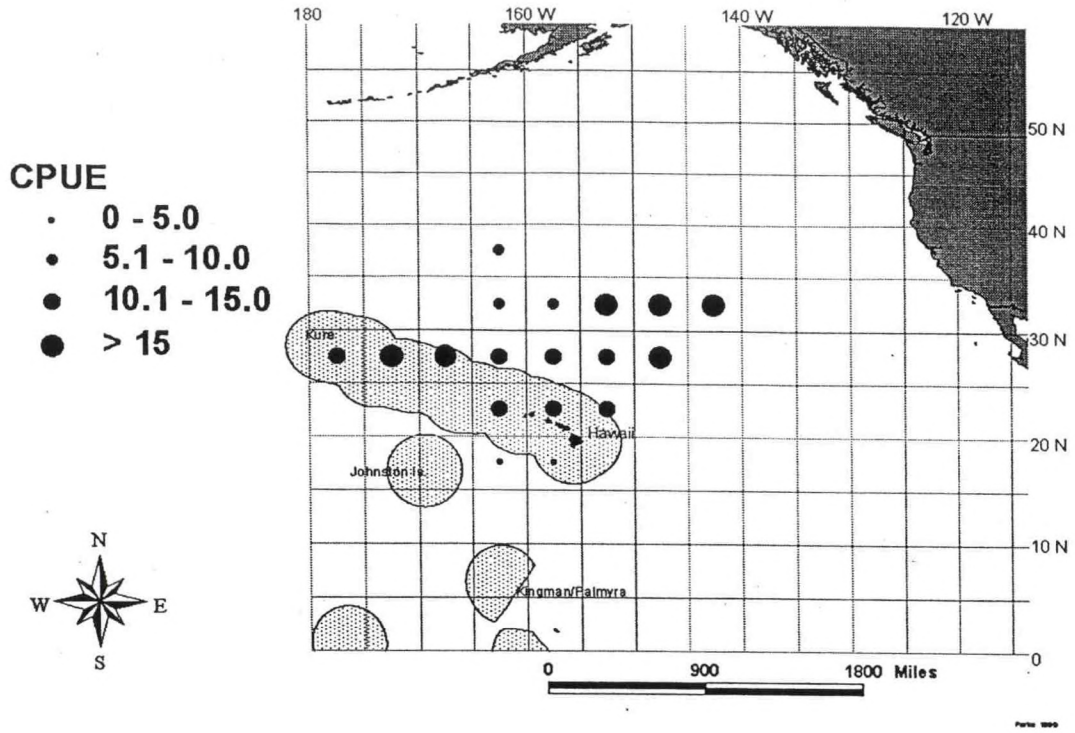 180 160 W 140 W 120 W
50 N
CPUE
0 - 5.0
5.1 - 10.0
10.1 - 15.0
> 15
40 N
Kure
30 N
Hawaii
20 N
Johnston Is.
10 N
Kingman/Palmyra
N
W E
S
0
0 900 1800 Miles